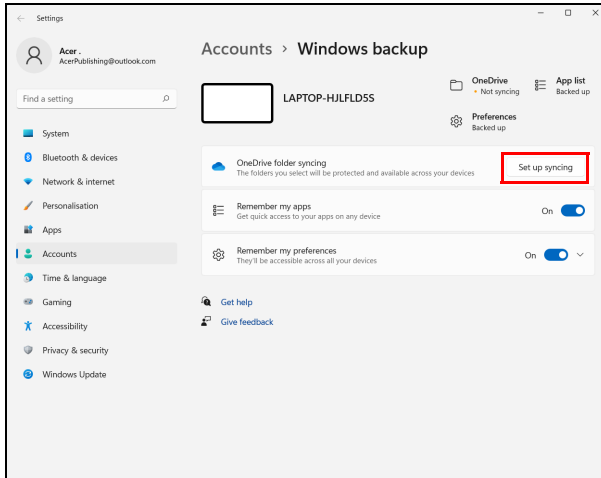 Settings
Acer .
AcerPublishing@outlook.com
Find a setting
System
Bluetooth & devices
Network & internet
Personalisation
Apps
Accounts
Time & language
Gaming
Accessibility
Privacy & security
Windows Update
Accounts > Windows backup
LAPTOP-HJLFLD5S
OneDrive
• Not syncing
App list
Backed up
Preferences
Backed up
OneDrive folder syncing
The folders you select will be protected and available across your devices
Set up syncing
Remember my apps
Get quick access to your apps on any device
On
Remember my preferences
They'll be accessible across all your devices
On
Get help
Give feedback